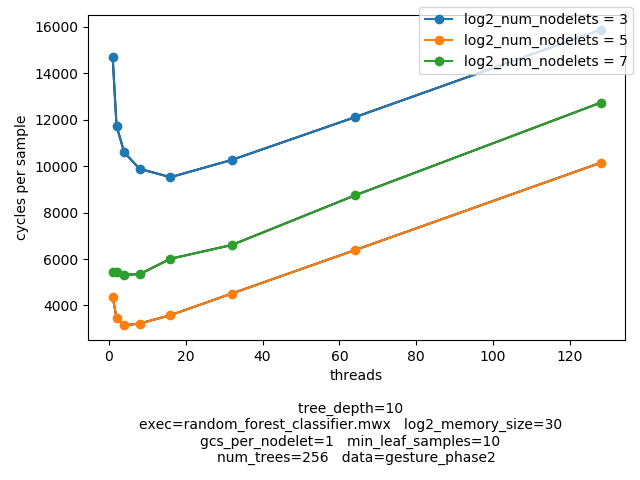 log2_num_nodelets = 3
log2_num_nodelets = 5
log2_num_nodelets = 7
16000
14000
12000
10000
8000
6000
4000
cycles per sample
0 20 40 60 80 100 120
threads
tree_depth=10
exec=random_forest_classifier.mwx log2_memory_size=30
gcs_per_nodelet=1 min_leaf_samples=10
num_trees=256 data=gesture_phase2